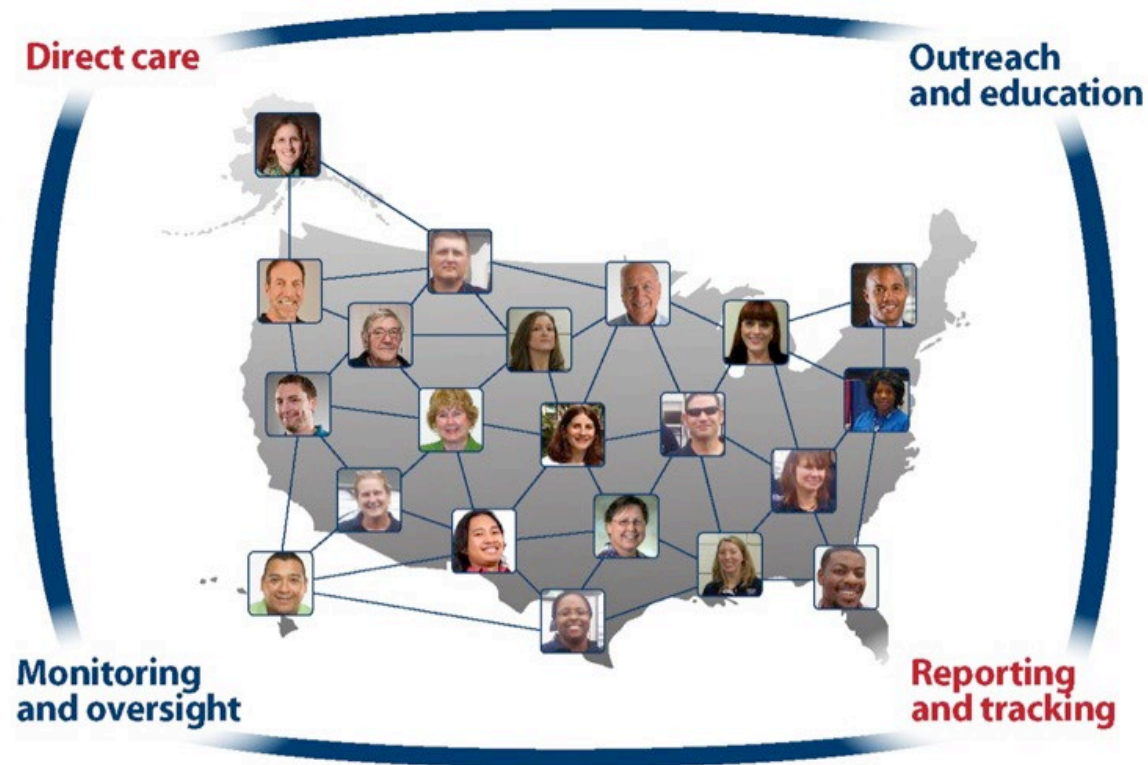 Direct care
Outreach
and education
Monitoring
and oversight
Reporting
and tracking